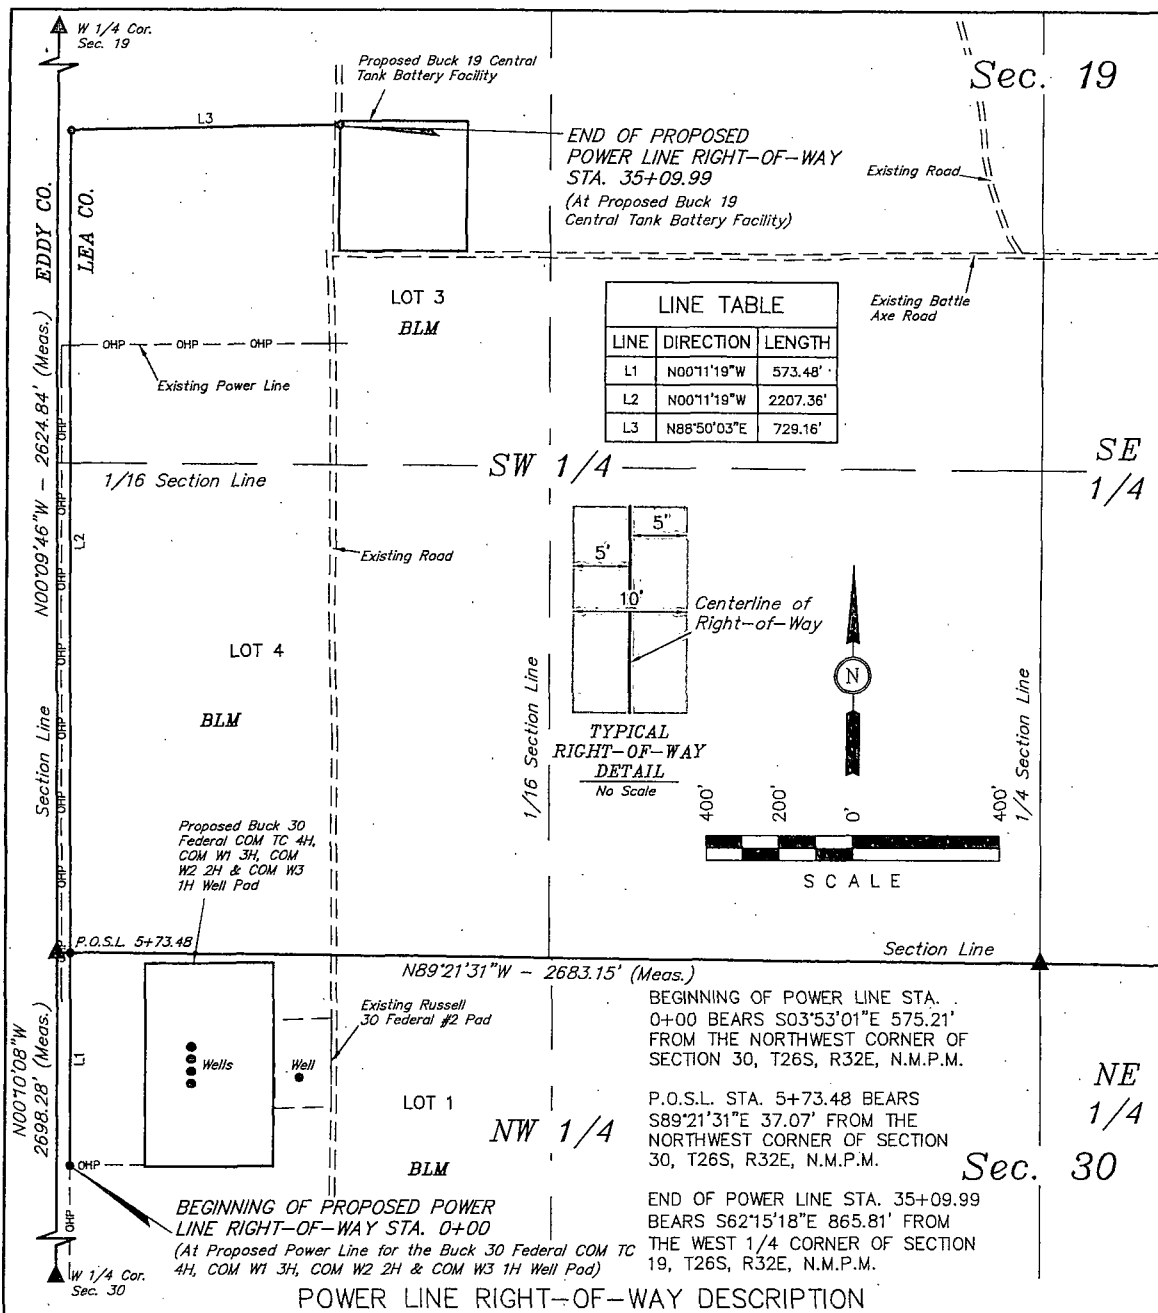 W 1/4 Cor.
Sec. 19
Proposed Buck 19 Central
Tank Battery Facility
Sec. 19
L3
END OF PROPOSED
POWER LINE RIGHT-OF-WAY
STA. 35+09.99
(At Proposed Buck 19
Central Tank Battery Facility)
Existing Road
EDDY CO.
LEA CO.
LOT 3
BLM
Existing Battle
Axe Road
LINE TABLE
LINE DIRECTION LENGTH
L1 N00°11'19"W 573.48'
L2 N00°11'19"W 2207.36'
L3 N88°50'03"E 729.16'
OHP OHP OHP
Existing Power Line
N00°09'46"W - 2624.84' (Meas.)
OHP
1/16 Section Line
SW 1/4
SE
1/4
OHP
L2
OHP
Existing Road
5"
5'
10'
Centerline of
Right-of-Way
TYPICAL
RIGHT-OF-WAY
DETAIL
No Scale
N
LOT 4
BLM
OHP
Section Line
OHP
OHP
OHP
1/16 Section Line
1/4 Section Line
400' 200' 0' 400'
SCALE
Proposed Buck 30
Federal COM TC 4H,
COM W1 3H, COM
W2 2H & COM W3
1H Well Pad
P.O.S.L. 5+73.48
Section Line
N89°21'31"W - 2683.15' (Meas.)
Existing Russell
30 Federal #2 Pad
Wells
Well
L1
N00°10'08"W
2698.28' (Meas.)
LOT 1
BLM
NW 1/4
BEGINNING OF POWER LINE STA.
0+00 BEARS S03°53'01"E 575.21'
FROM THE NORTHWEST CORNER OF
SECTION 30, T26S, R32E, N.M.P.M.
P.O.S.L. STA. 5+73.48 BEARS
S89°21'31"E 37.07' FROM THE
NORTHWEST CORNER OF SECTION
30, T26S, R32E, N.M.P.M.
END OF POWER LINE STA. 35+09.99
BEARS S62°15'18"E 865.81' FROM
THE WEST 1/4 CORNER OF SECTION
19, T26S, R32E, N.M.P.M.
NE
1/4
Sec. 30
OHP
OHP
BEGINNING OF PROPOSED POWER
LINE RIGHT-OF-WAY STA. 0+00
(At Proposed Power Line for the Buck 30 Federal COM TC
4H, COM W1 3H, COM W2 2H & COM W3 1H Well Pad)
W 1/4 Cor.
Sec. 30
POWER LINE RIGHT-OF-WAY DESCRIPTION